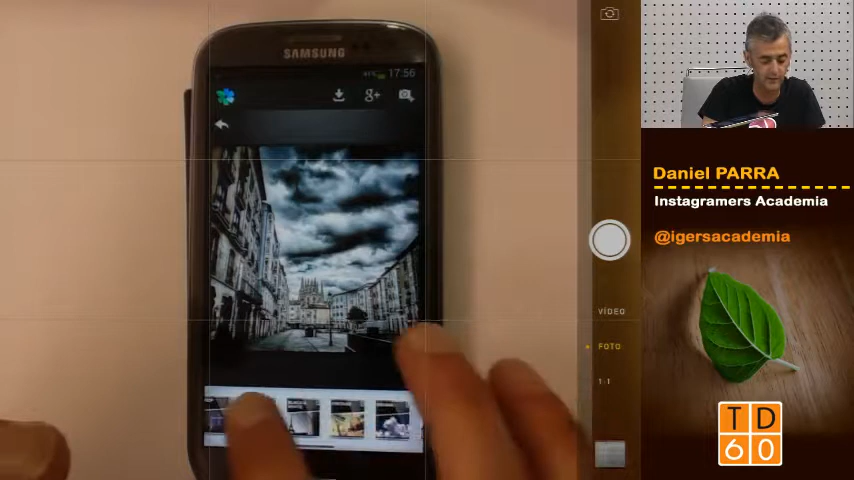 SAMSUNG
17:56
VÍDEO
FOTO
1:1
Daniel PARRA
Instagramers Academia
@igersacademia
TD
60